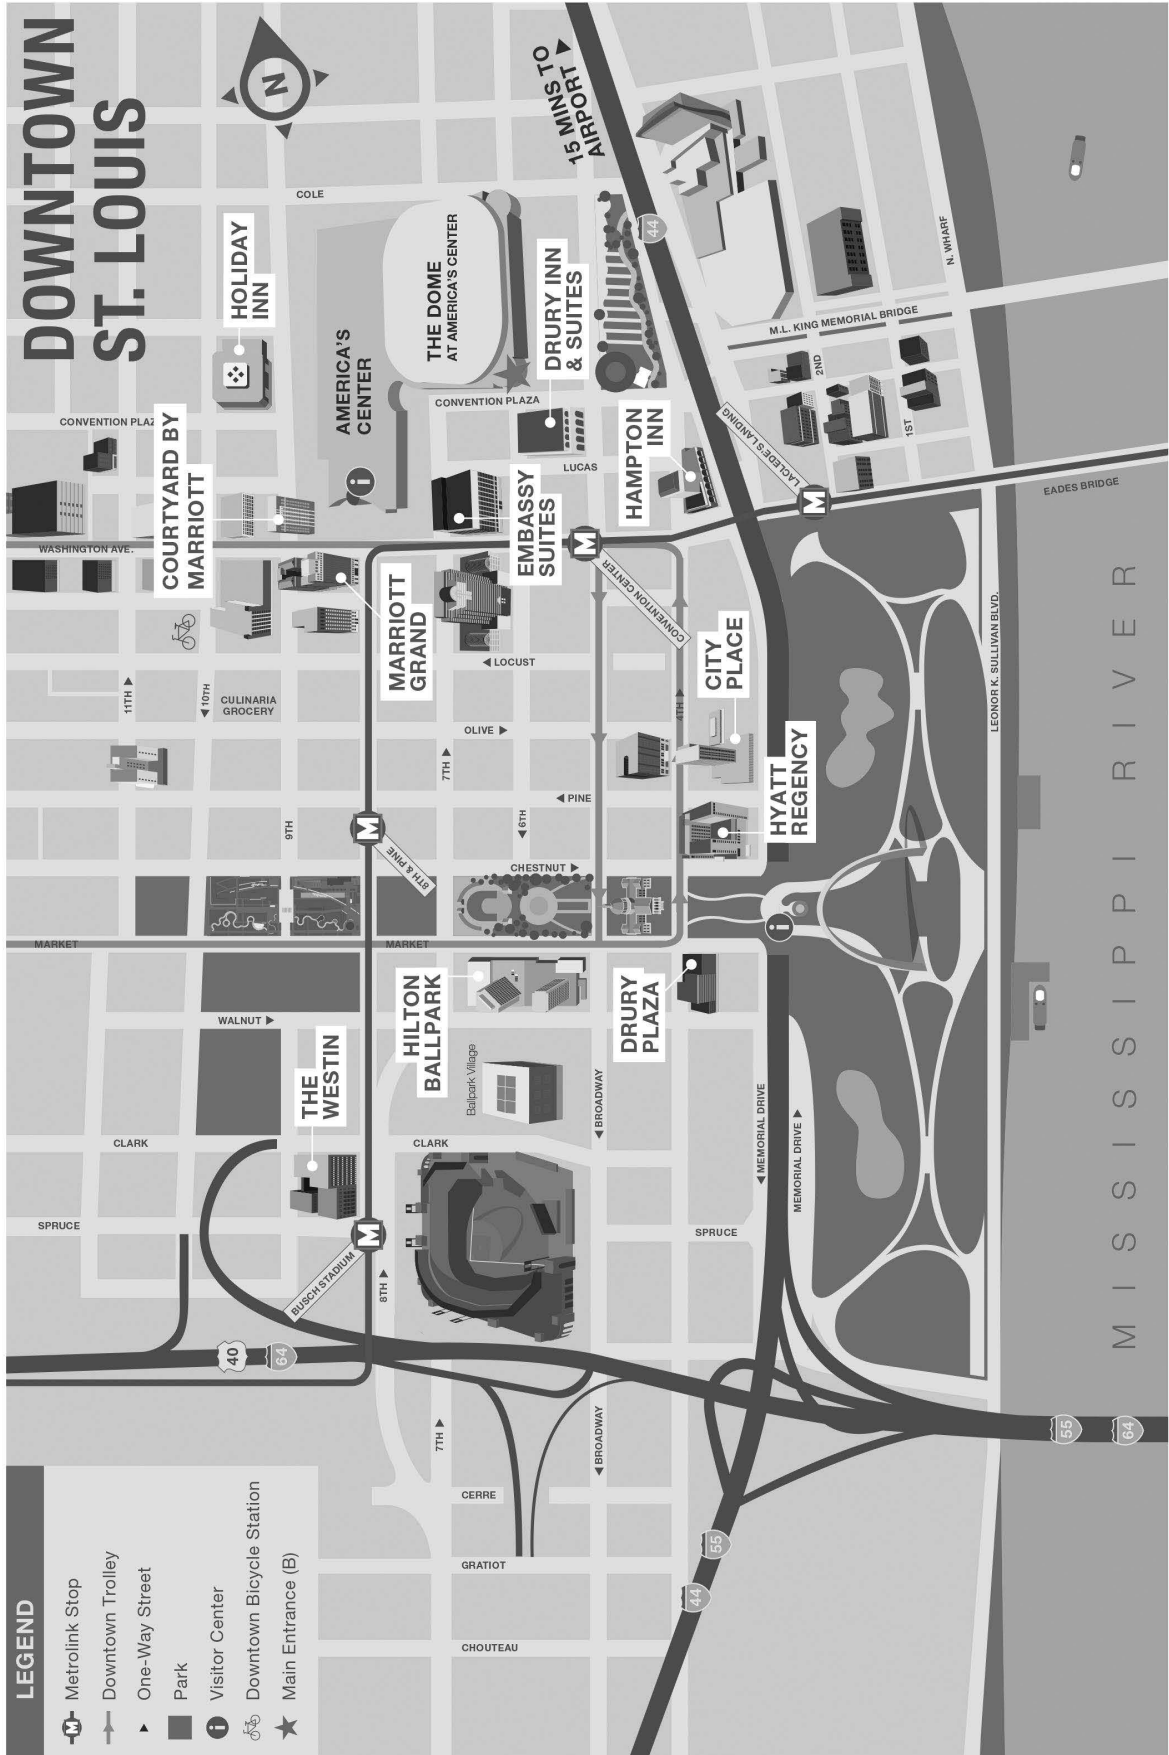 DOWNTOWN
ST. LOUIS
N
15 MINS TO
AIRPORT
COLE
HOLIDAY
INN
THE DOME
AT AMERICA'S CENTER
AMERICA'S
CENTER
DRURY INN
& SUITES
44
N. WHARF
M.L. KING MEMORIAL BRIDGE
2ND
1ST
CONVENTION PLAZ
CONVENTION PLAZA
COURTYARD BY
MARRIOTT
i
LUCAS
HAMPTON
INN
LACLEDE'S LANDING
M
EADES BRIDGE
WASHINGTON AVE.
EMBASSY
SUITES
M
CONVENTION CENTER
MARRIOTT
GRAND
LOCUST
CITY
PLACE
LEONOR K. SULLIVAN BLVD.
11TH
10TH
CULINARIA
GROCERY
OLIVE
7TH
4TH
PINE
6TH
9TH
M
8TH & PINE
HYATT
REGENCY
CHESTNUT
MARKET
MARKET
i
HILTON
BALLPARK
DRURY
PLAZA
WALNUT
THE
WESTIN
Ballpark Village
BROADWAY
MEMORIAL DRIVE
MEMORIAL DRIVE
CLARK
CLARK
SPRUCE
SPRUCE
M
BUSCH STADIUM
8TH
40
64
7TH
BROADWAY
55
64
CERRE
GRATIOT
CHOUTEAU
55
44
MISSISSIPPI RIVER
LEGEND
M Metrolink Stop
Downtown Trolley
One-Way Street
Park
i Visitor Center
Downtown Bicycle Station
Main Entrance (B)